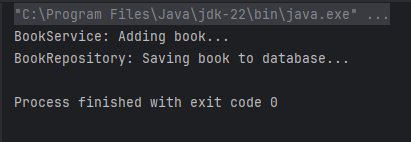 "C:\Program Files\Java\jdk-22\bin\java.exe" ...
BookService: Adding book...
BookRepository: Saving book to database...
Process finished with exit code 0